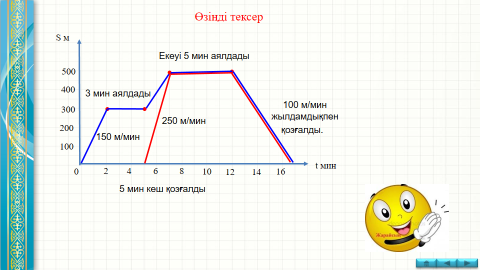 Өзінді тексер
S м
Екеуі 5 мин аялдады
500
400
3 мин аялдады
300
100 м/мин
жылдамдықпен
қозғалды.
250 м/мин
200
150 м/мин
100
0 2 4 6 8 10 12 14 16 t мин
5 мин кеш қозғалды